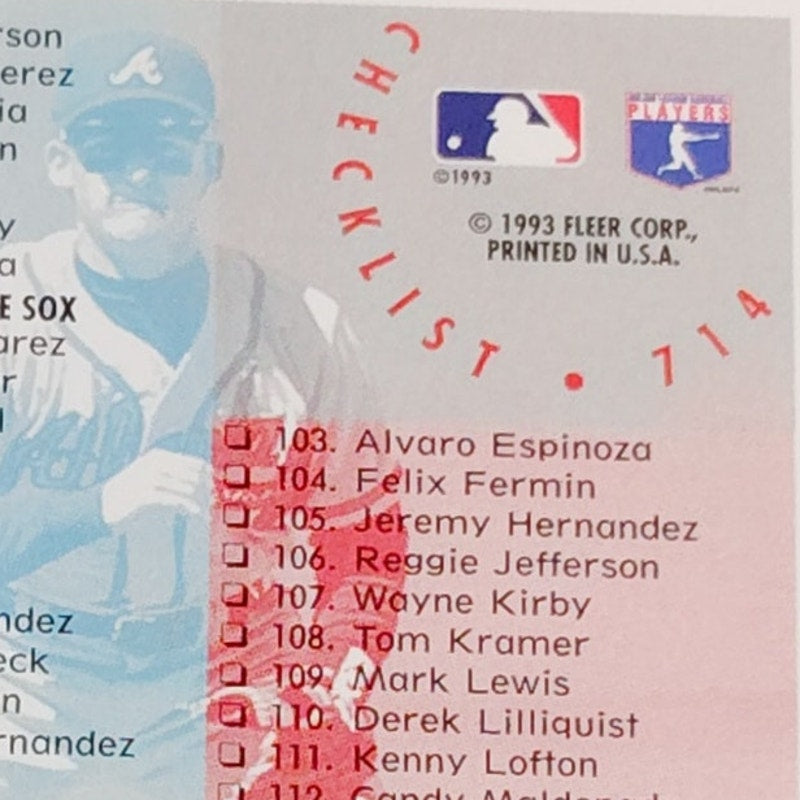 rson
erez
ia
n
y
a
E SOX
arez
r
ndez
eck
n
rnandez
CHECKLIST • 714
©1993
PLAYERS
© 1993 FLEER CORP.,
PRINTED IN U.S.A.
103. Alvaro Espinoza
104. Felix Fermin
105. Jeremy Hernandez
106. Reggie Jefferson
107. Wayne Kirby
108. Tom Kramer
109. Mark Lewis
110. Derek Lilliquist
111. Kenny Lofton
112. Candy